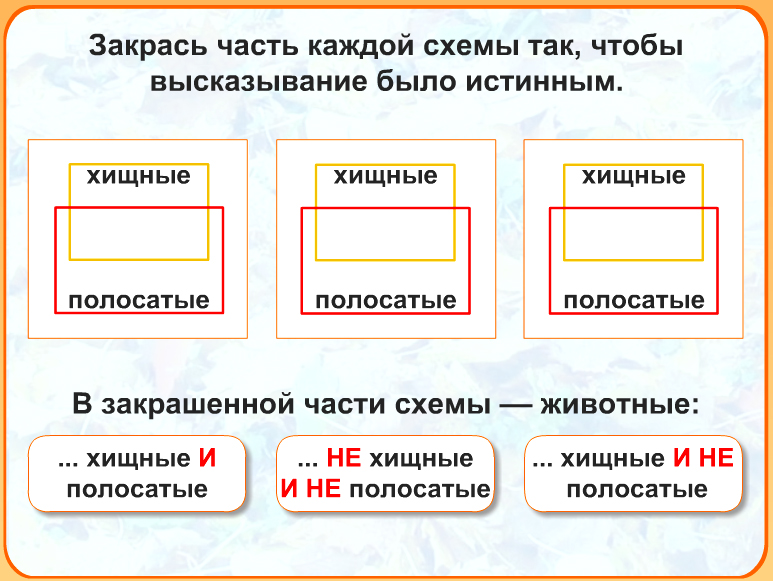 Закрась часть каждой схемы так, чтобы
высказывание было истинным.
хищные
полосатые
хищные
полосатые
хищные
полосатые
В закрашенной части схемы — животные:
... хищные И
полосатые
... НЕ хищные
И НЕ полосатые
... хищные И НЕ
полосатые